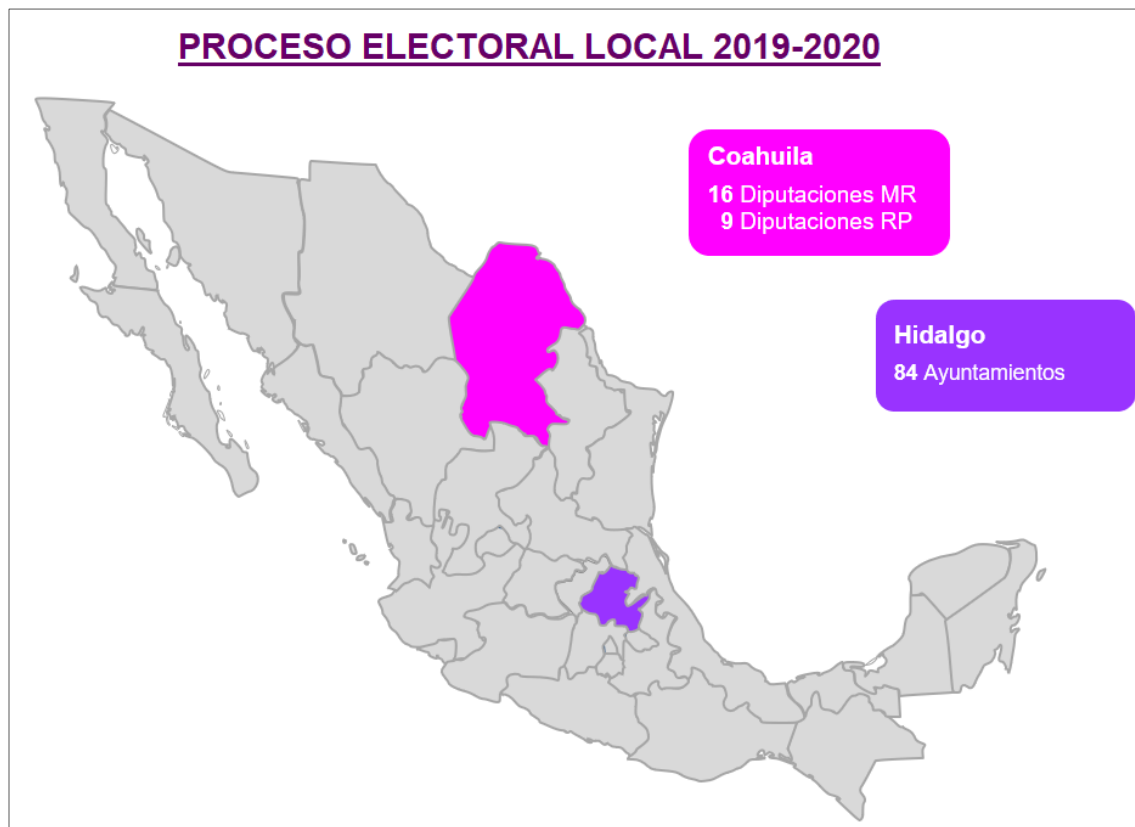 PROCESO ELECTORAL LOCAL 2019-2020
Coahuila
16 Diputaciones MR
9 Diputaciones RP
Hidalgo
84 Ayuntamientos